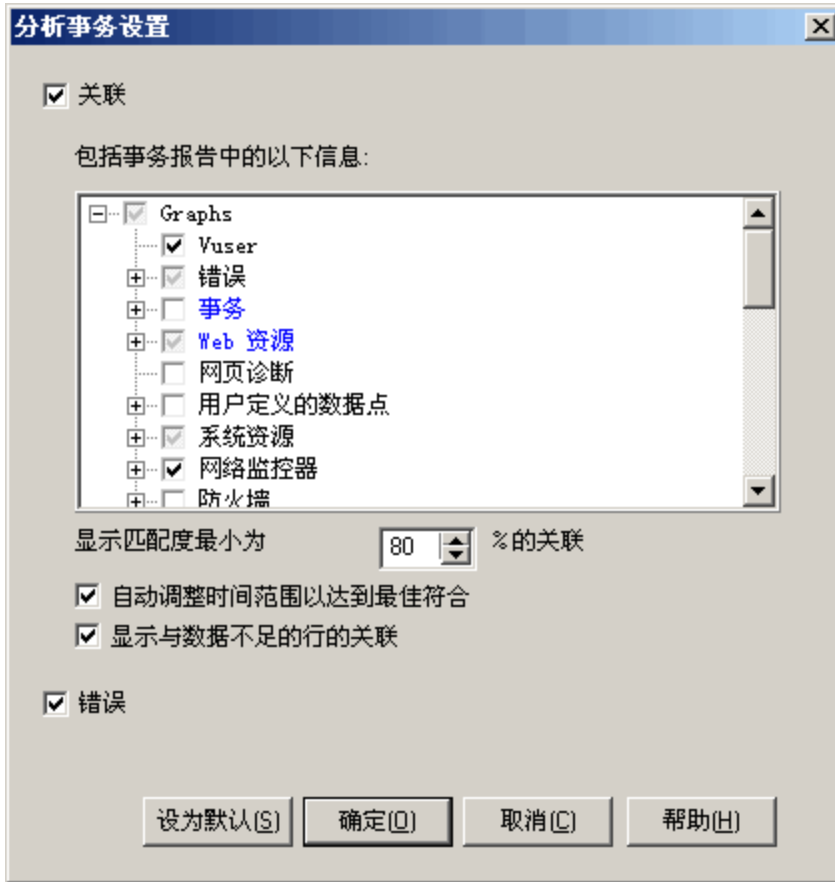 分析事务设置
关联
包括事务报告中的以下信息:
Graphs
Vuser
错误
事务
Web 资源
网页诊断
用户定义的数据点
系统资源
网络监控器
防火墙
显示匹配度最小为 80 %的关联
自动调整时间范围以达到最佳符合
显示与数据不足的行的关联
错误
设为默认(S) 确定(O) 取消(C) 帮助(H)